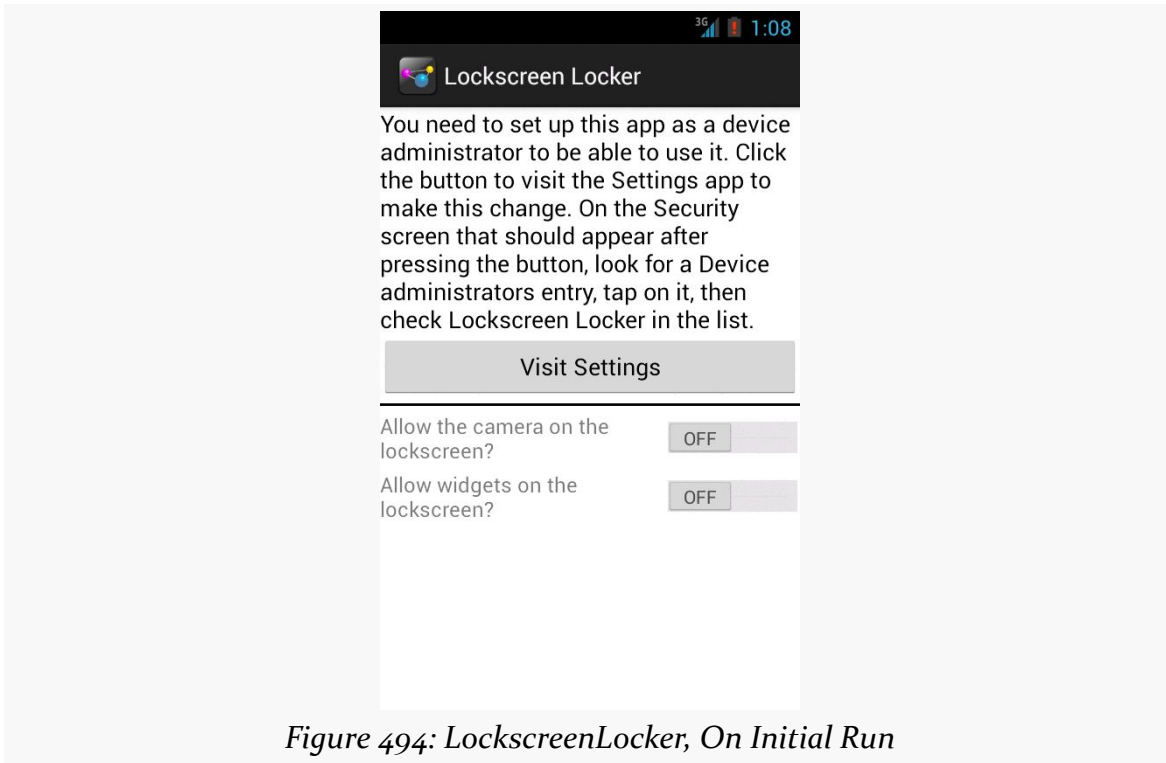 3G 1:08
Lockscreen Locker
You need to set up this app as a device
administrator to be able to use it. Click
the button to visit the Settings app to
make this change. On the Security
screen that should appear after
pressing the button, look for a Device
administrators entry, tap on it, then
check Lockscreen Locker in the list.
Visit Settings
Allow the camera on the
lockscreen?
OFF
Allow widgets on the
lockscreen?
OFF
Figure 494: LockscreenLocker, On Initial Run